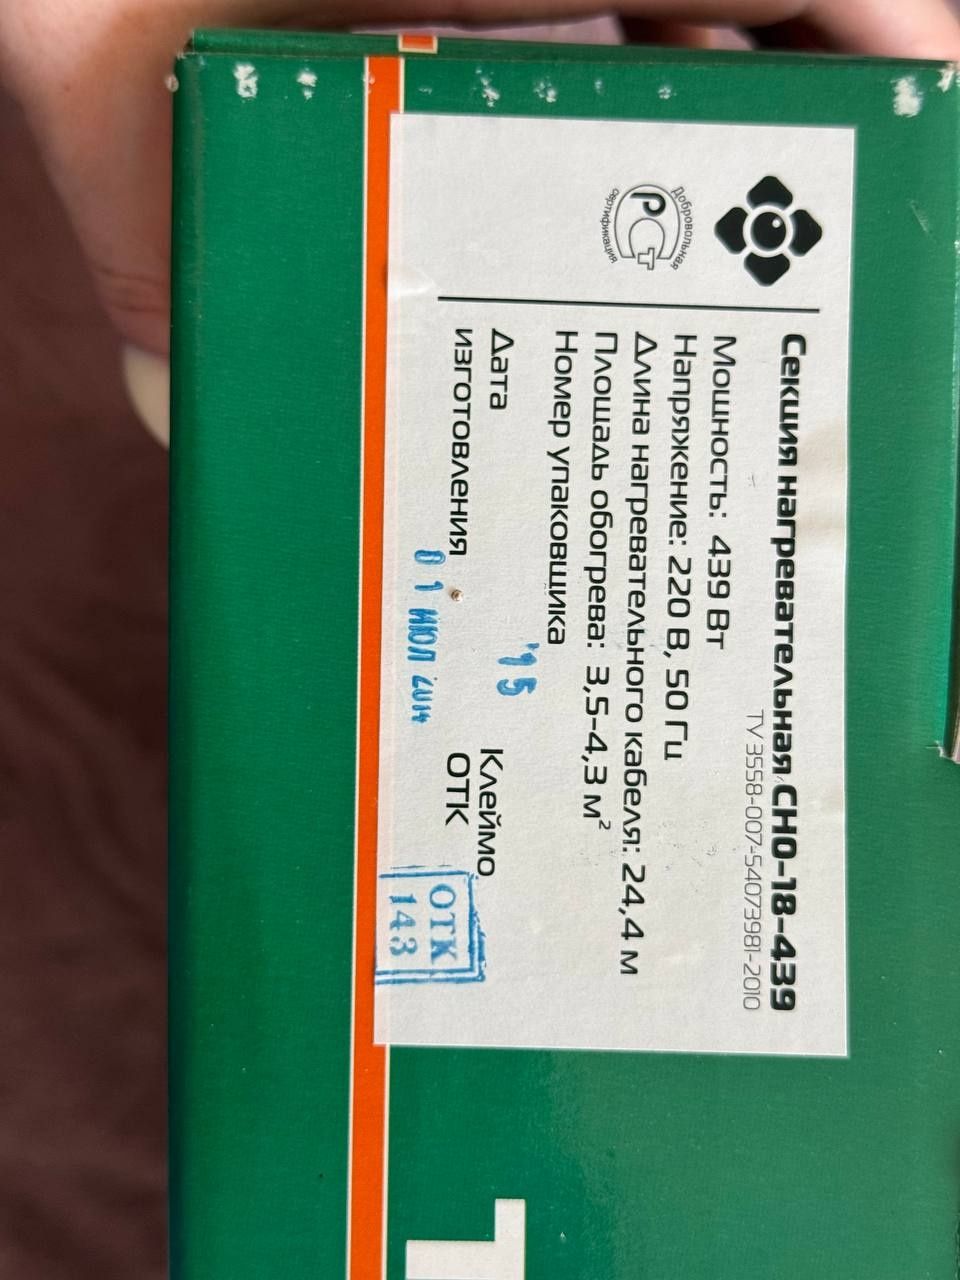 Добровольная
РСТ
сертификация
Секция нагревательная СНО-18-439
ТУ 3558-007-54073981-2010
Мощность: 439 Вт
Напряжение: 220 В, 50 Гц
Длина нагревательного кабеля: 24,4 м
Площадь обогрева: 3,5-4,3 м²
Номер упаковщика
'15
Дата
изготовления
01 ИЮЛ 2014
Клеймо
ОТК
ОТК
143